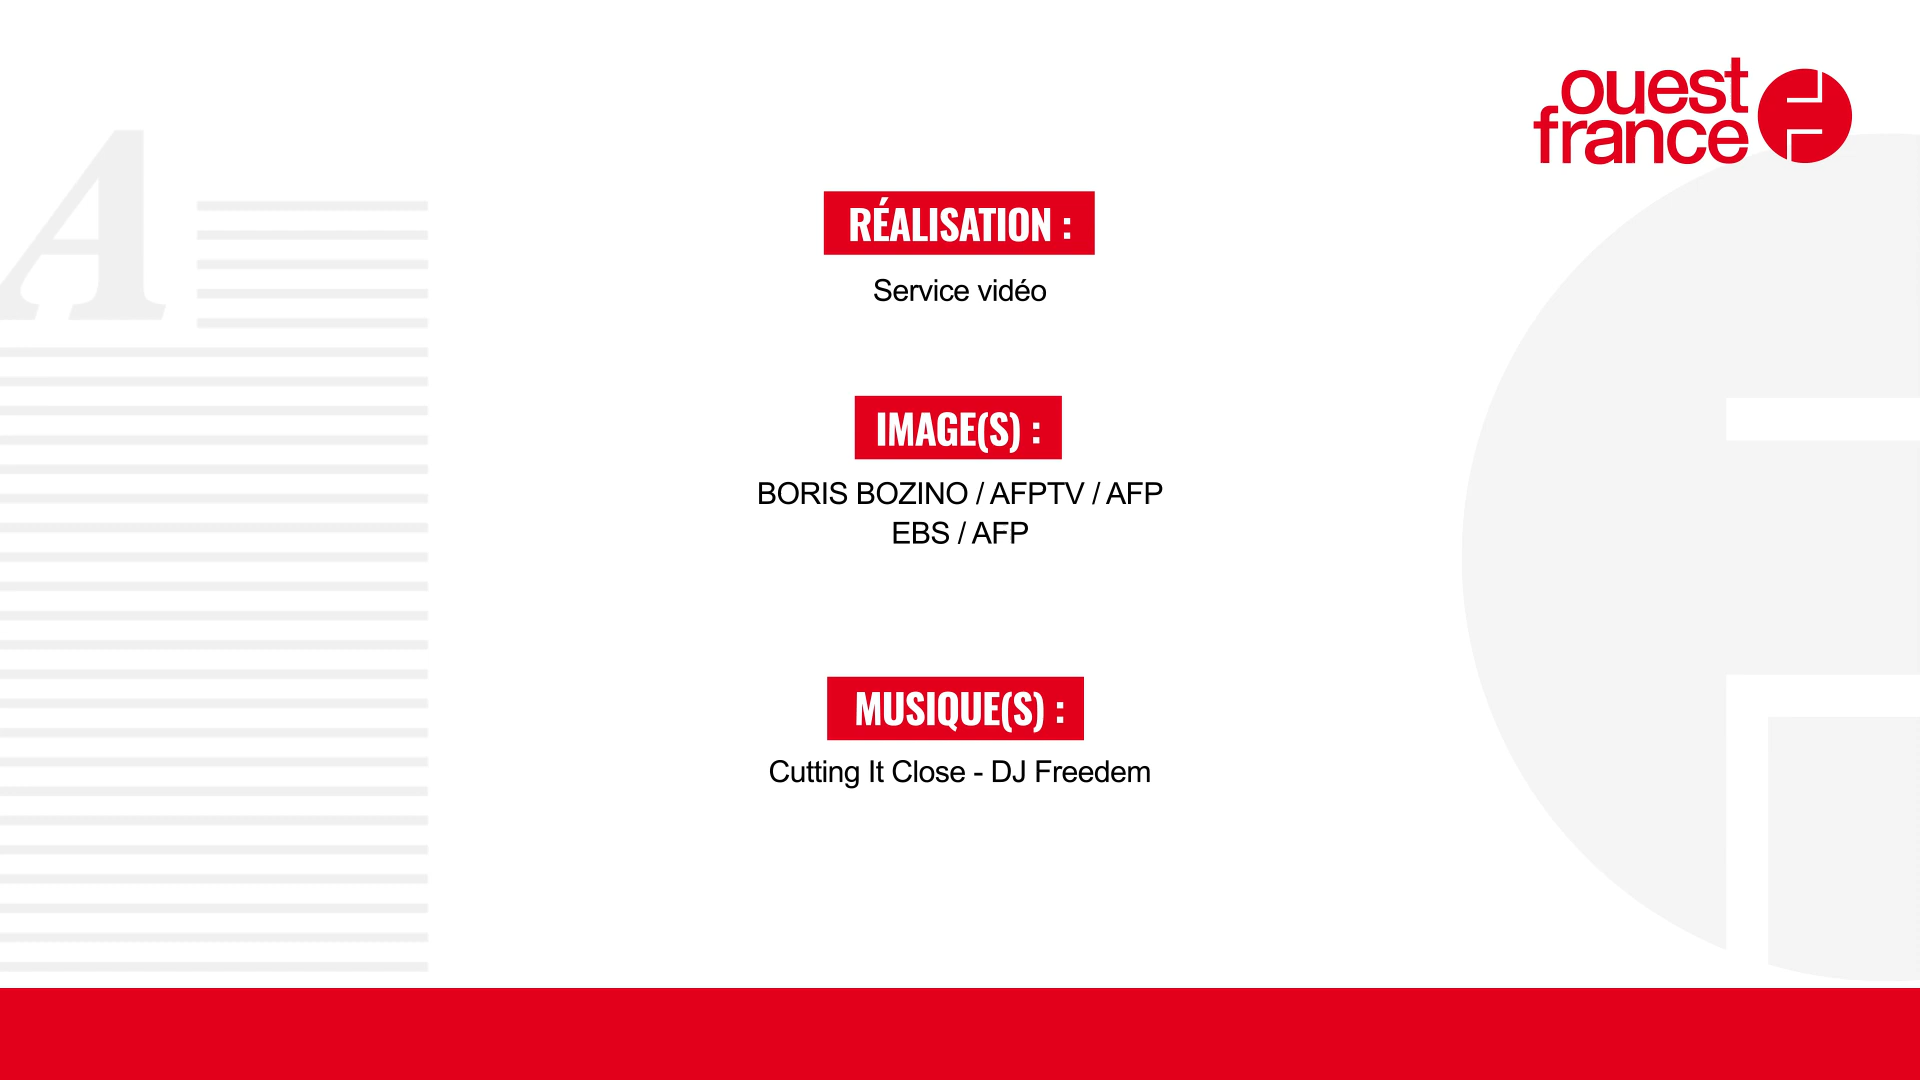 ouest
france
RÉALISATION :
Service vidéo
IMAGE(S) :
BORIS BOZINO / AFPTV / AFP
EBS / AFP
MUSIQUE(S) :
Cutting It Close - DJ Freedem
A